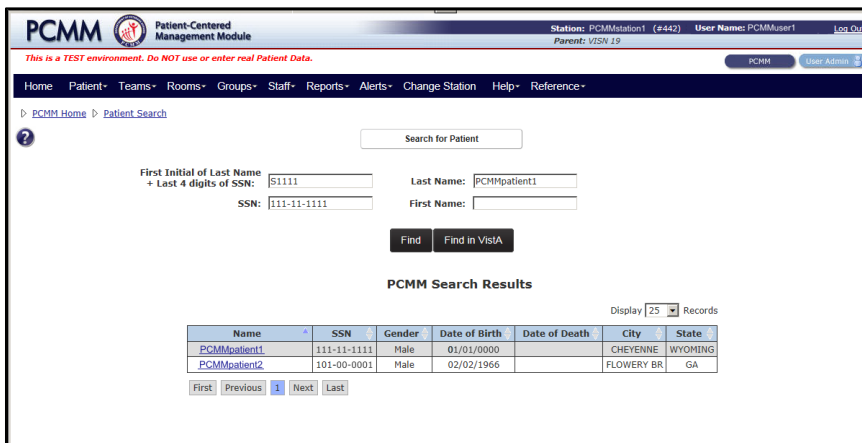 PCMM Patient-Centered Management Module
Station: PCMMstation1 (#442) User Name: PCMMuser1 Log Ou
Parent: VISN 19
This is a TEST environment. Do NOT use or enter real Patient Data.
PCMM User Admin
Home Patient Teams Rooms Groups Staff Reports Alerts Change Station Help Reference
PCMM Home Patient Search
?
Search for Patient
First Initial of Last Name
+ Last 4 digits of SSN: S1111 Last Name: PCMMpatient1
SSN: 111-11-1111 First Name:
Find Find in VistA
PCMM Search Results
Display 25 Records
Name SSN Gender Date of Birth Date of Death City State
PCMMpatient1 111-11-1111 Male 01/01/0000 CHEYENNE WYOMING
PCMMpatient2 101-00-0001 Male 02/02/1966 FLOWERY BR GA
First Previous 1 Next Last